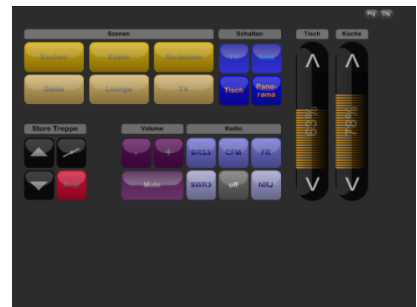 Szenen
Schalten
Tisch
Küche
Kochen
Essen
Abräumen
Gäste
Lounge
TV
Tisch
Pano-
rama
63%
78%
Store Treppe
Volume
Radio
-
+
DRS3
CFM
FR
Mute
SWR3
off
NRJ